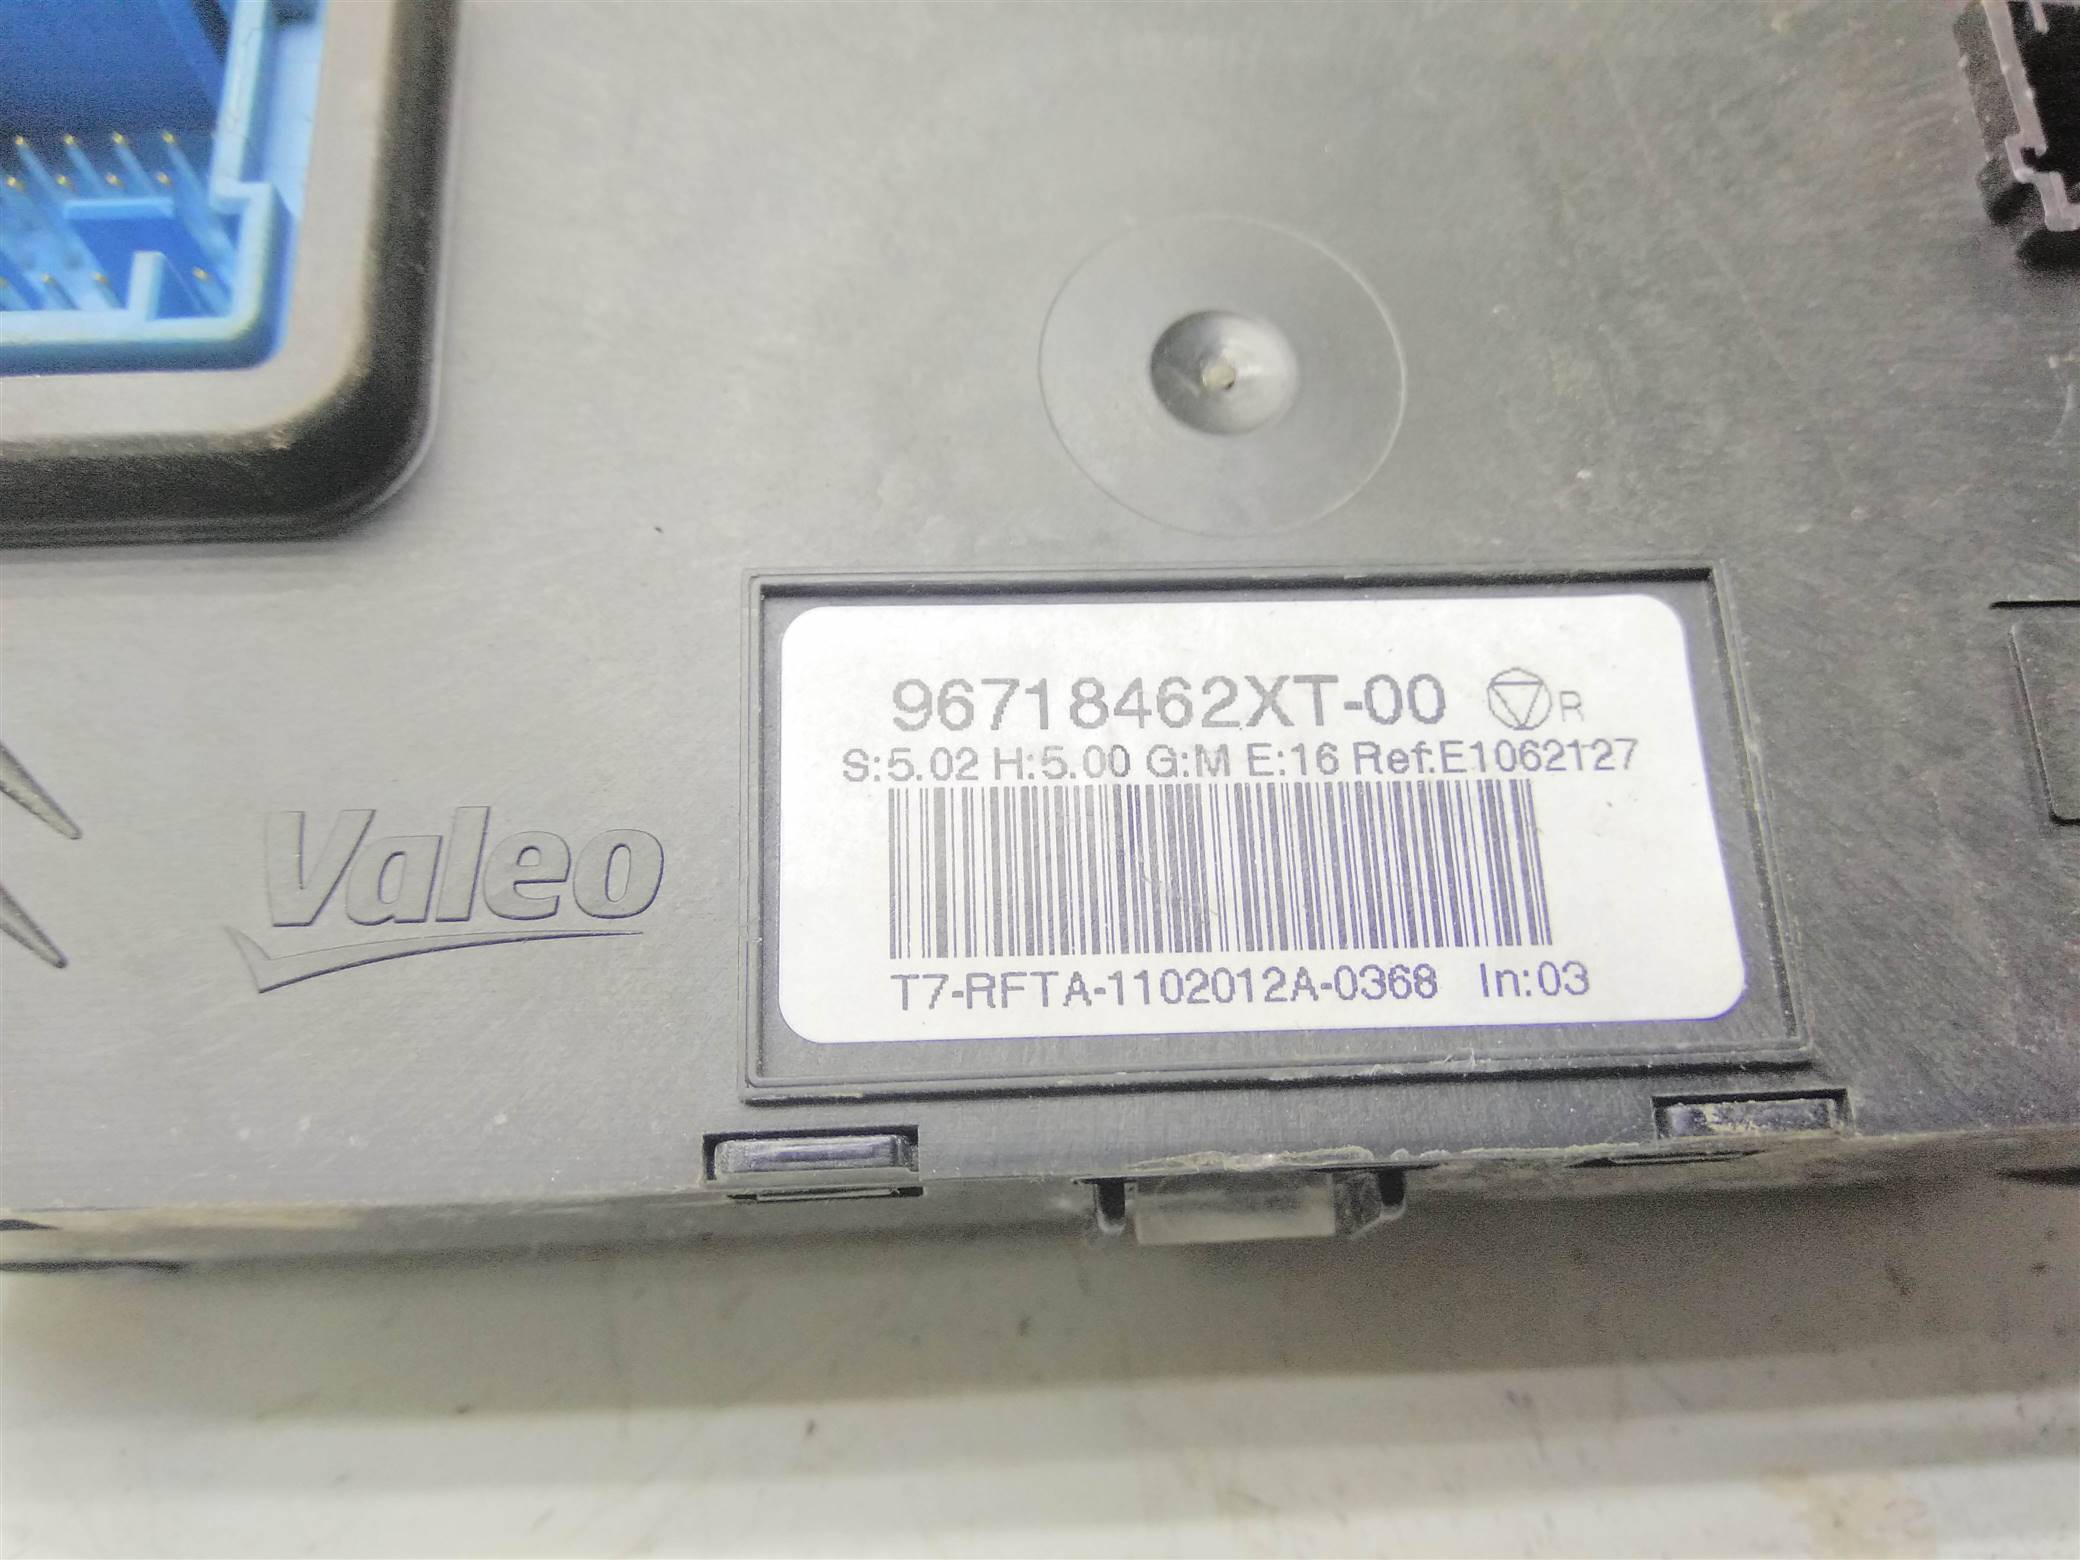 96718462XT-00 R
S:5.02 H:5.00 G:M E:16 Ref:E1062127
Valeo
T7-RFTA-1102012A-0368 In:03